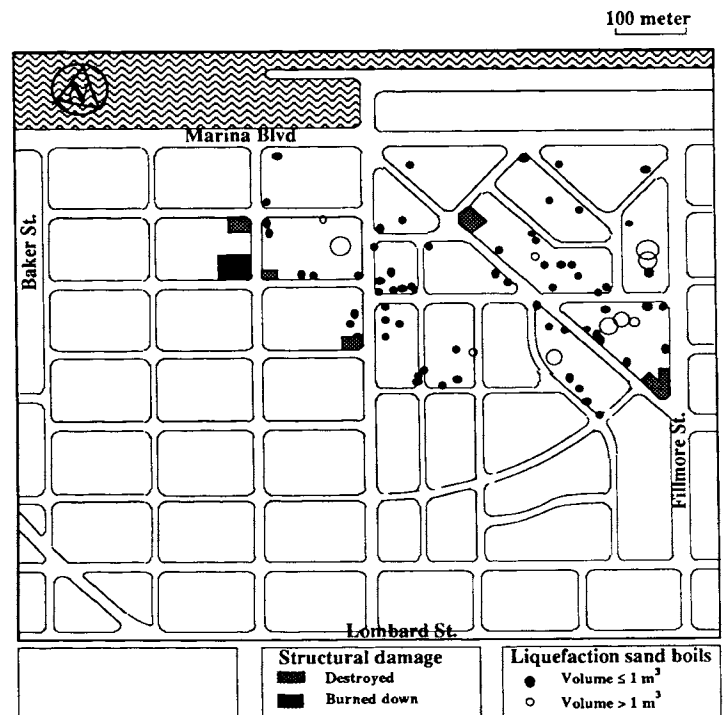 100 meter
Marina Blvd
Baker St.
Fillmore St.
Lombard St.
Structural damage
Destroyed
Burned down
Liquefaction sand boils
Volume ≤ 1 m³
Volume > 1 m³